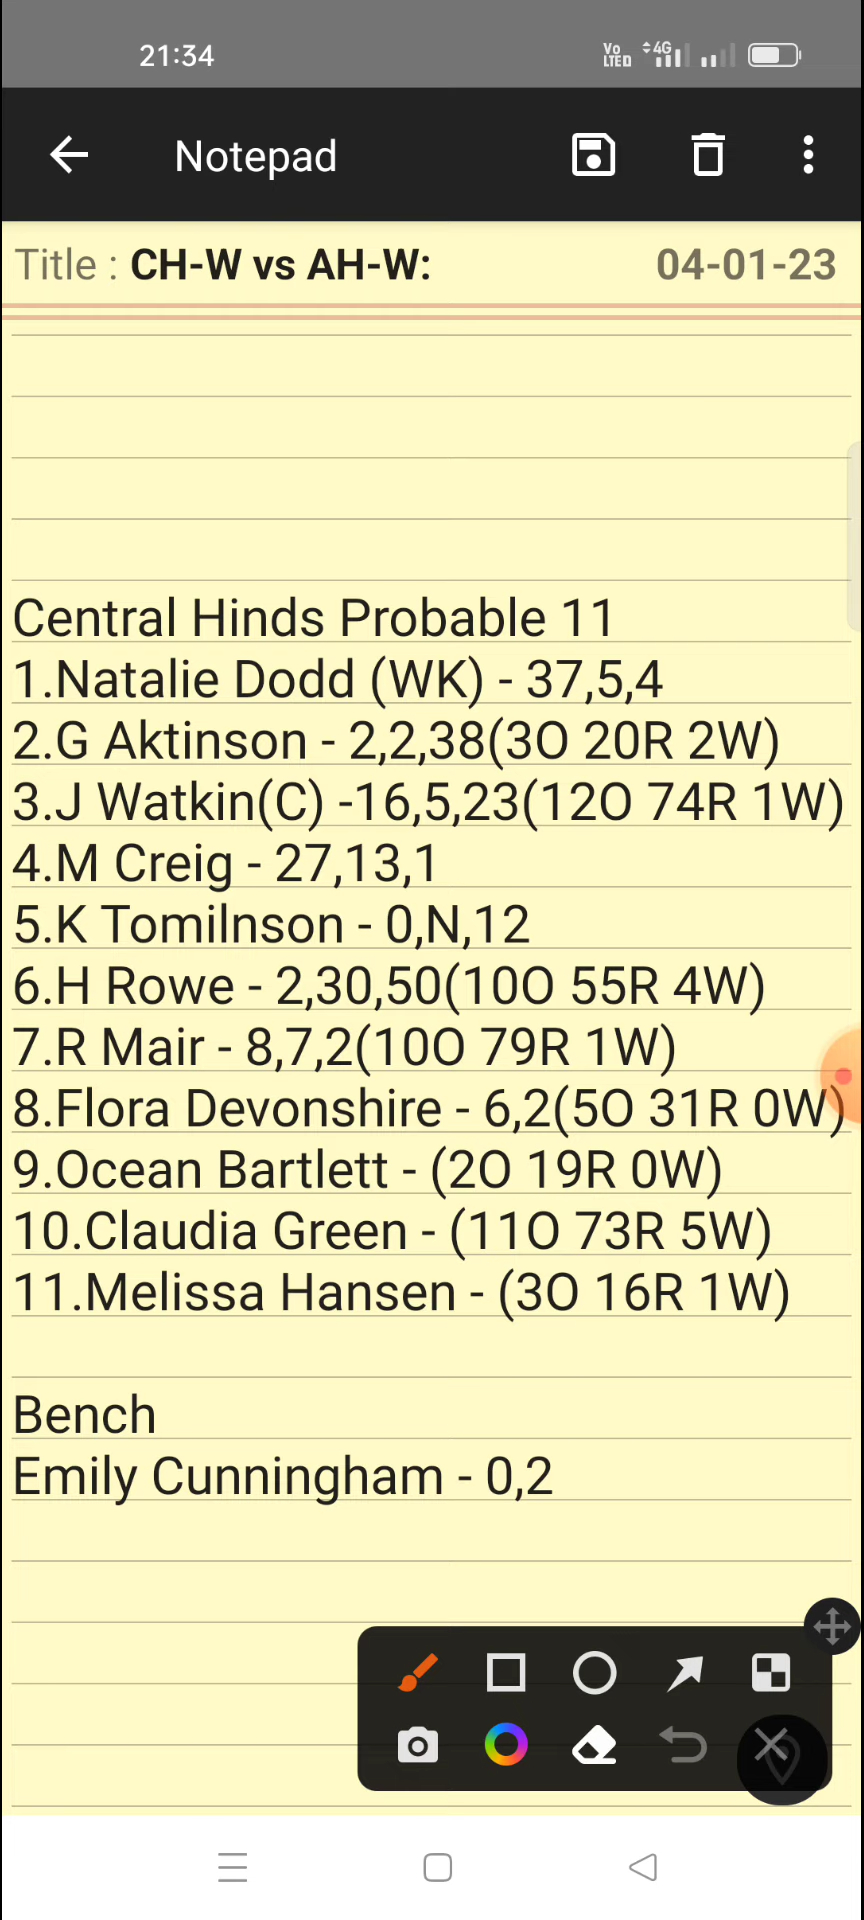 21:34
Vo LTED 4G
Notepad
Title : CH-W vs AH-W: 04-01-23
Central Hinds Probable 11
1.Natalie Dodd (WK) - 37,5,4
2.G Aktinson - 2,2,38(3O 20R 2W)
3.J Watkin(C) -16,5,23(12O 74R 1W)
4.M Creig - 27,13,1
5.K Tomilnson - 0,N,12
6.H Rowe - 2,30,50(10O 55R 4W)
7.R Mair - 8,7,2(10O 79R 1W)
8.Flora Devonshire - 6,2(5O 31R 0W)
9.Ocean Bartlett - (2O 19R 0W)
10.Claudia Green - (11O 73R 5W)
11.Melissa Hansen - (3O 16R 1W)
Bench
Emily Cunningham - 0,2